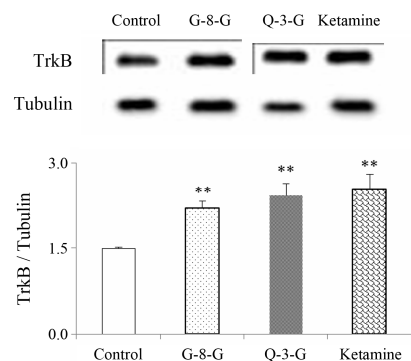 Control G-8-G Q-3-G Ketamine
TrkB
Tubulin
TrkB / Tubulin
3.0
1.5
0.0
** ** **
Control G-8-G Q-3-G Ketamine